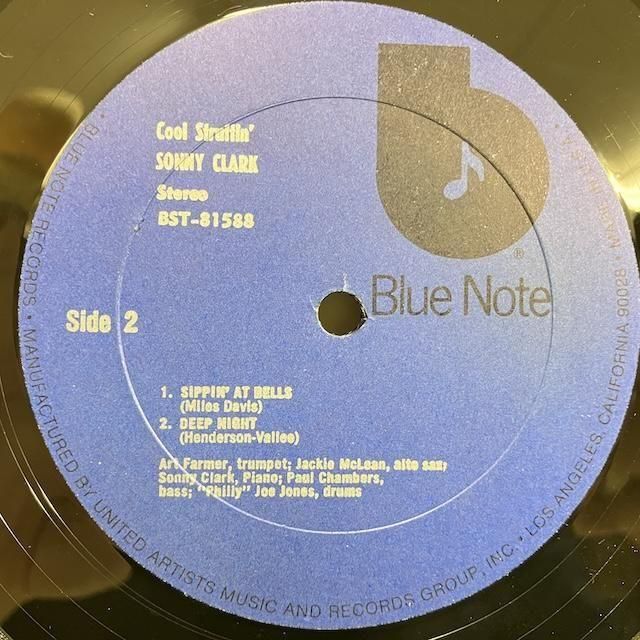 Cool Struttin'
SONNY CLARK
Stereo
BST-81588
Blue Note
®
Side 2
1. SIPPIN' AT BELLS
(Miles Davis)
2. DEEP NIGHT
(Henderson-Vallee)
Art Farmer, trumpet; Jackie McLean, alto sax;
Sonny Clark, Piano; Paul Chambers,
bass; "Philly" Joe Jones, drums
• BLUE NOTE RECORDS • MANUFACTURED BY UNITED ARTISTS MUSIC AND RECORDS GROUP, INC. • LOS ANGELES, CALIFORNIA 90028 • MADE IN U.S.A. •